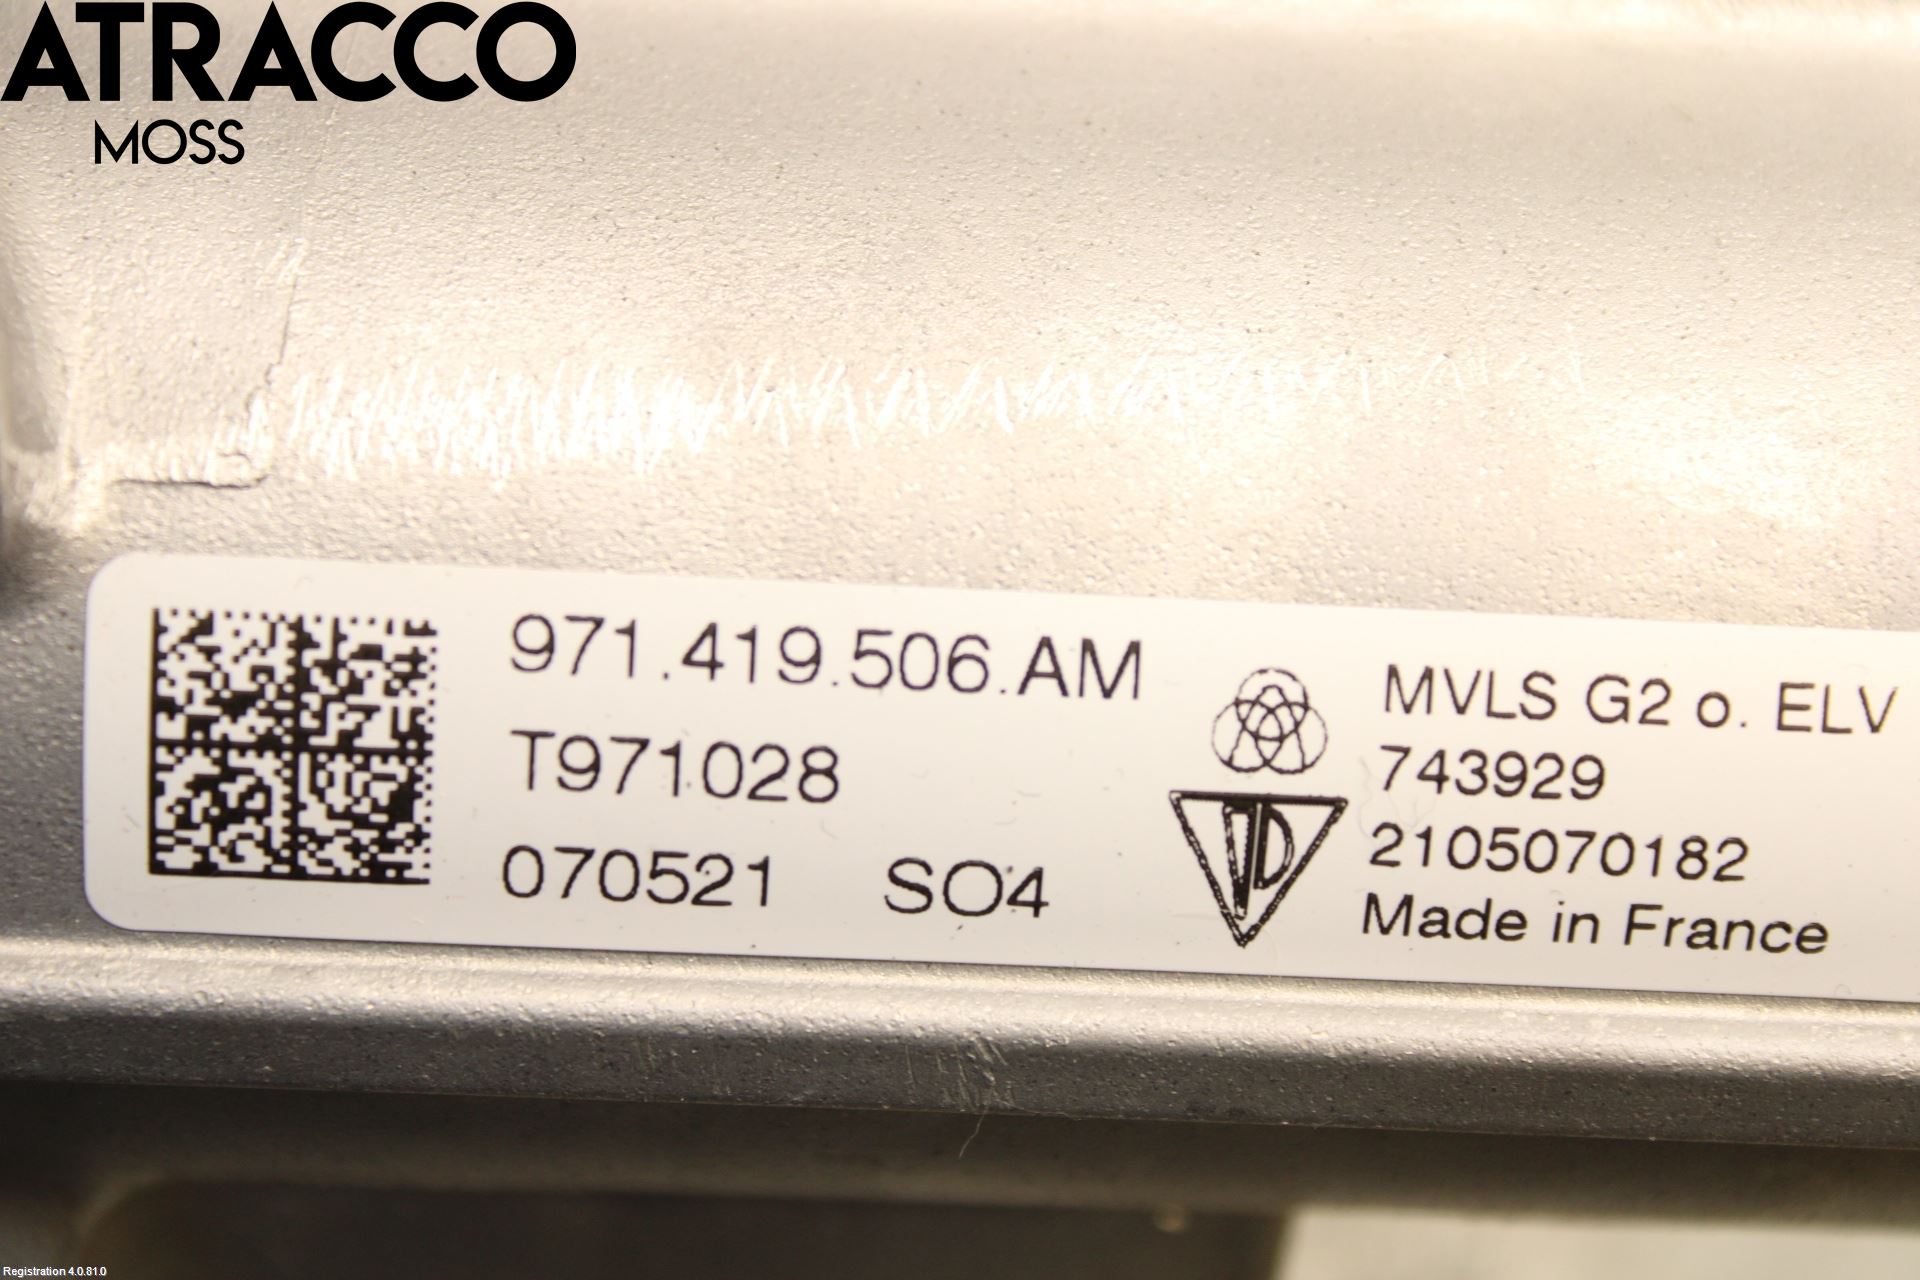 ATRACCO
MOSS
971.419.506.AM
T971028
070521 SO4
MVLS G2 o. ELV
743929
2105070182
Made in France
Registration 4.0.81.0